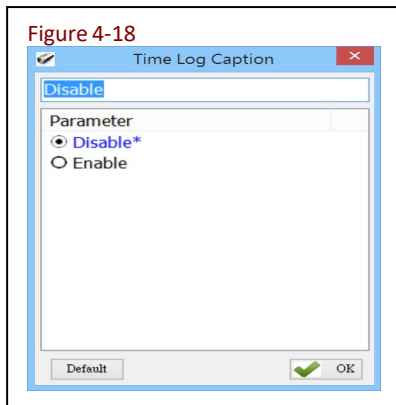 Figure 4-18
Time Log Caption
Disable
Parameter
Disable*
Enable
Default OK